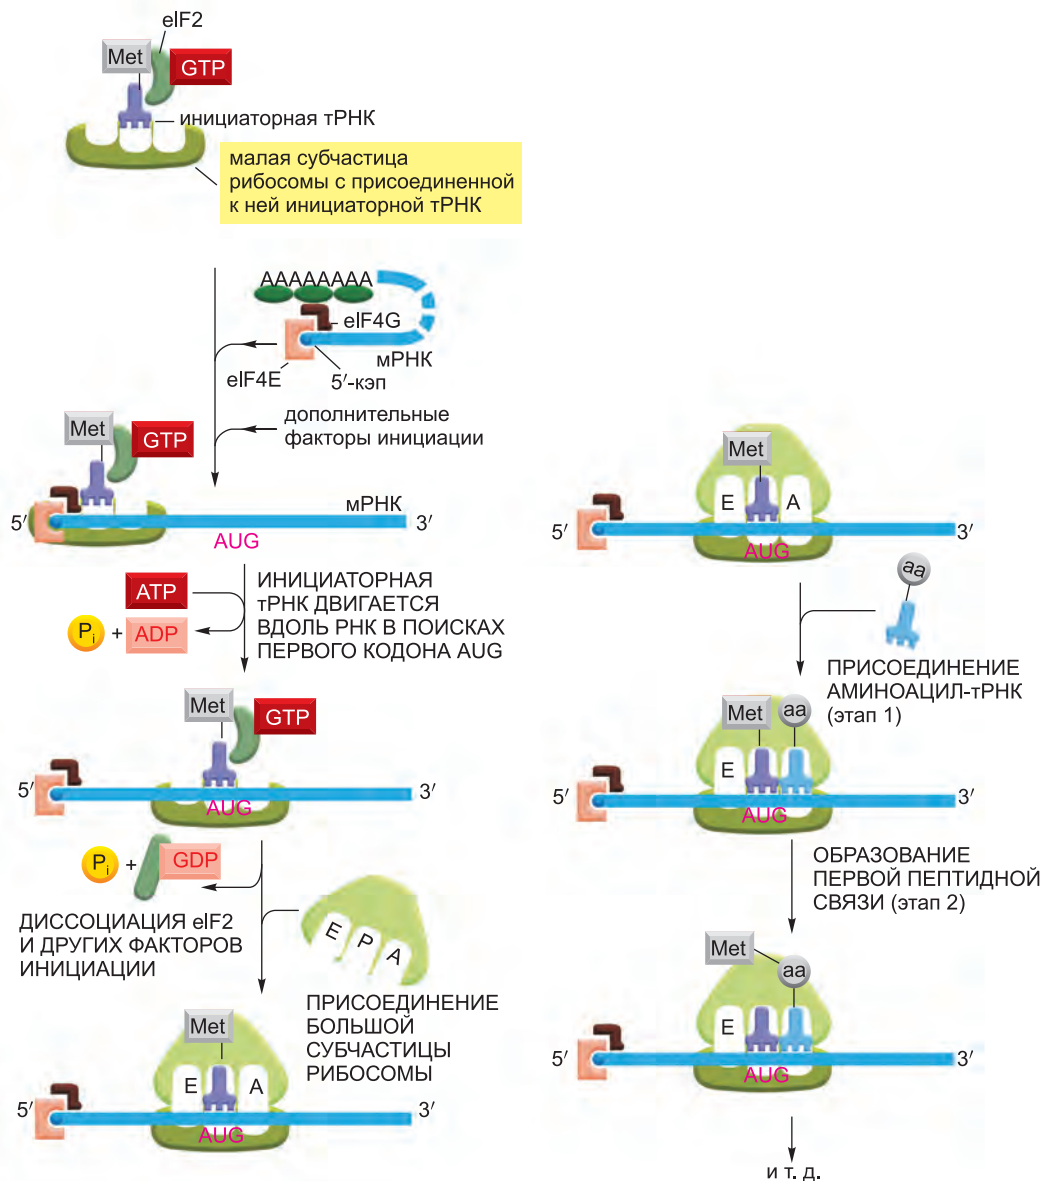 eIF2
Met
GTP
инициаторная тРНК
малая субчастица
рибосомы с присоединенной
к ней инициаторной тРНК
AAAAAAAA
eIF4G
мРНК
eIF4E
5′-кэп
дополнительные
факторы инициации
Met
GTP
5′
мРНК
3′
AUG
ATP
Pi + ADP
ИНИЦИАТОРНАЯ
тРНК ДВИГАЕТСЯ
ВДОЛЬ РНК В ПОИСКАХ
ПЕРВОГО КОДОНА AUG
Met
GTP
5′
3′
AUG
Pi + GDP
ДИССОЦИАЦИЯ eIF2
И ДРУГИХ ФАКТОРОВ
ИНИЦИАЦИИ
E P A
ПРИСОЕДИНЕНИЕ
БОЛЬШОЙ
СУБЧАСТИЦЫ
РИБОСОМЫ
Met
E A
5′
3′
AUG
Met
E A
5′
3′
AUG
aa
ПРИСОЕДИНЕНИЕ
АМИНОАЦИЛ-тРНК
(этап 1)
Met aa
E
5′
3′
AUG
ОБРАЗОВАНИЕ
ПЕРВОЙ ПЕПТИДНОЙ
СВЯЗИ (этап 2)
Met
aa
E
5′
3′
AUG
и т. д.